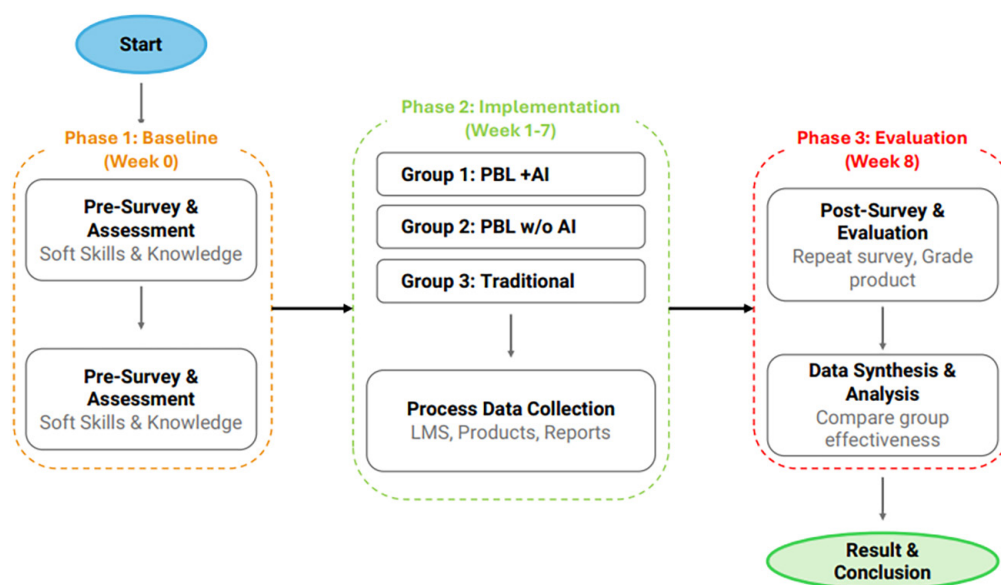 Start
Phase 1: Baseline
(Week 0)
Pre-Survey &
Assessment
Soft Skills & Knowledge
Pre-Survey &
Assessment
Soft Skills & Knowledge
Phase 2: Implementation
(Week 1-7)
Group 1: PBL +AI
Group 2: PBL w/o AI
Group 3: Traditional
Process Data Collection
LMS, Products, Reports
Phase 3: Evaluation
(Week 8)
Post-Survey &
Evaluation
Repeat survey, Grade
product
Data Synthesis &
Analysis
Compare group
effectiveness
Result &
Conclusion